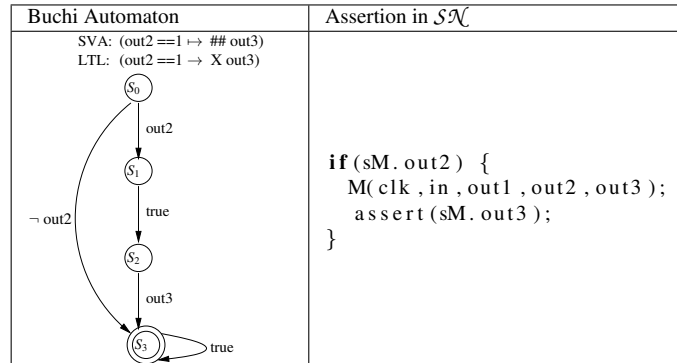 Buchi Automaton
Assertion in SN
SVA: (out2 ==1 ↦ ## out3)
LTL: (out2 ==1 → X out3)
S0
out2
S1
true
¬ out2
S2
out3
S3
true
if(sM.out2) {
M(clk,in,out1,out2,out3);
assert(sM.out3);
}